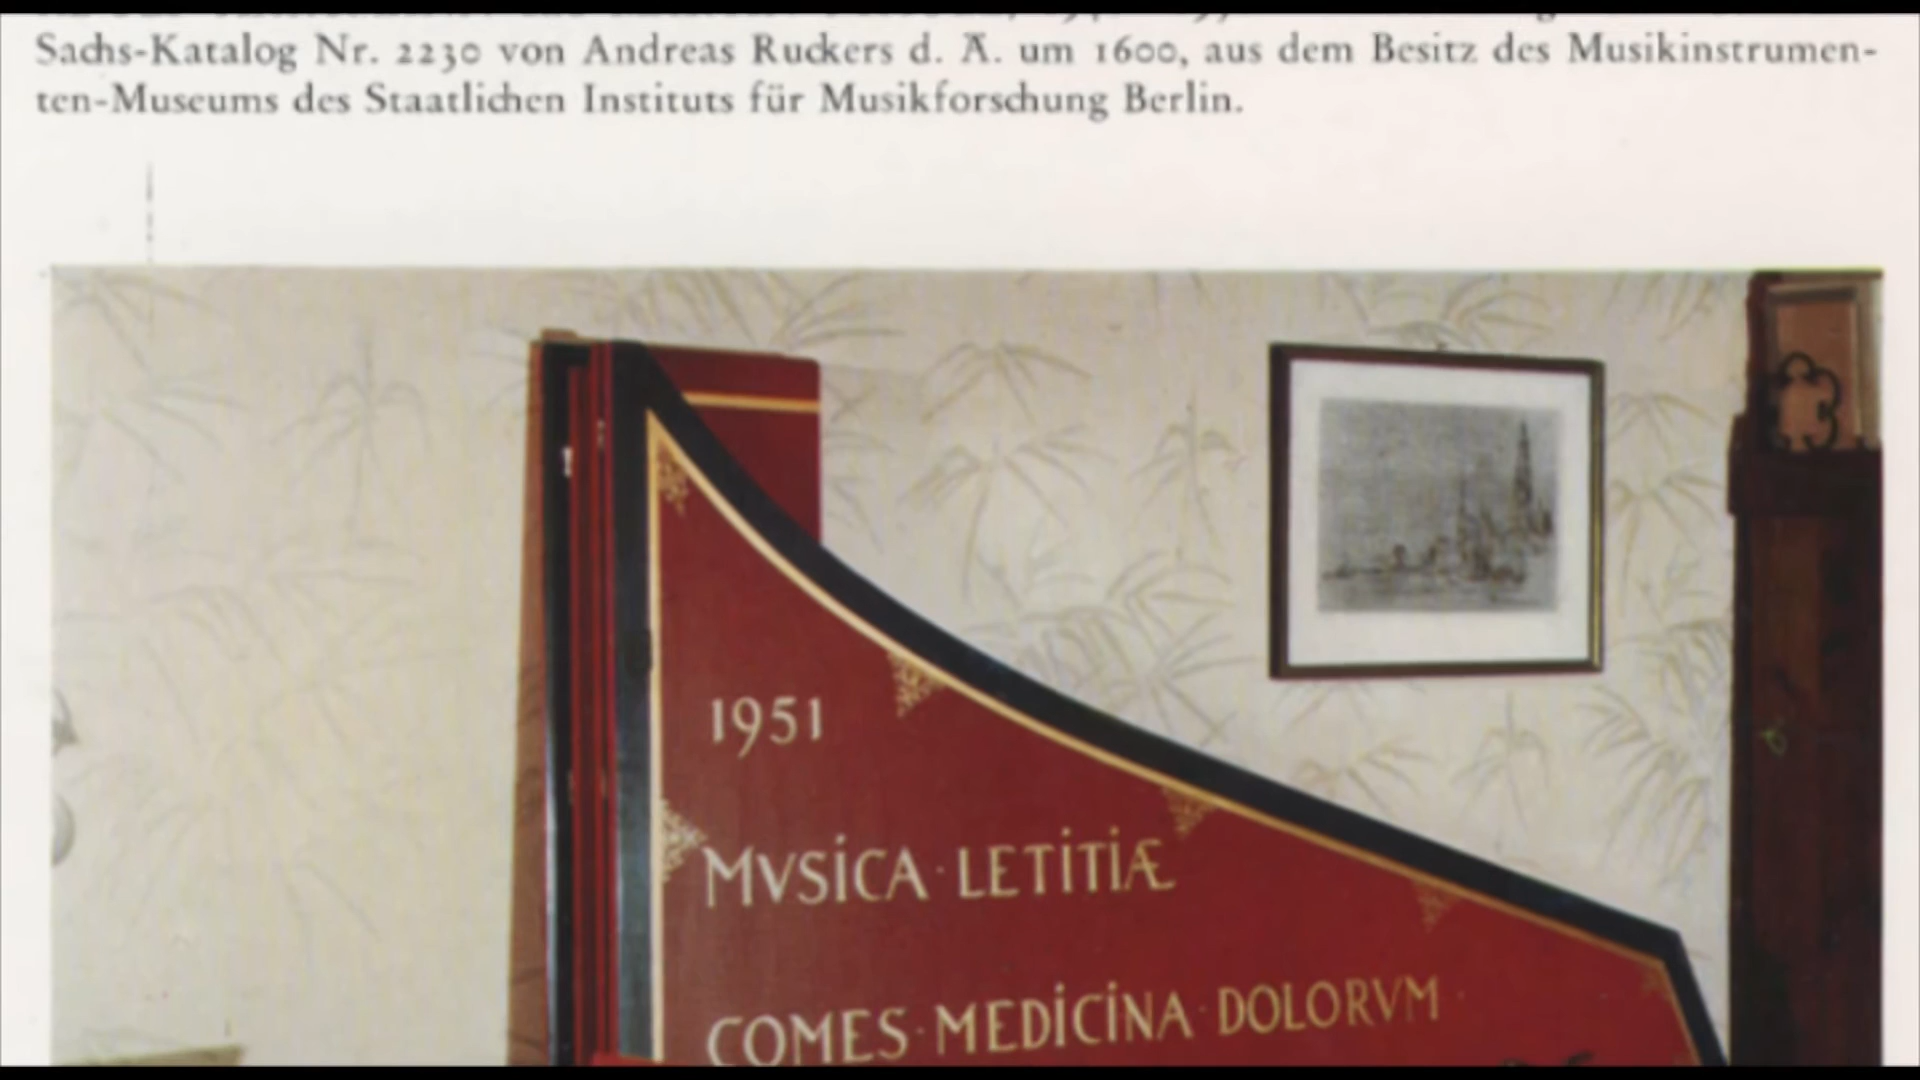 Sachs-Katalog Nr. 2230 von Andreas Ruckers d. Ä. um 1600, aus dem Besitz des Musikinstrumen-
ten-Museums des Staatlichen Instituts für Musikforschung Berlin.
1951
MVSICA · LETITIÆ
COMES · MEDICINA · DOLORVM ·